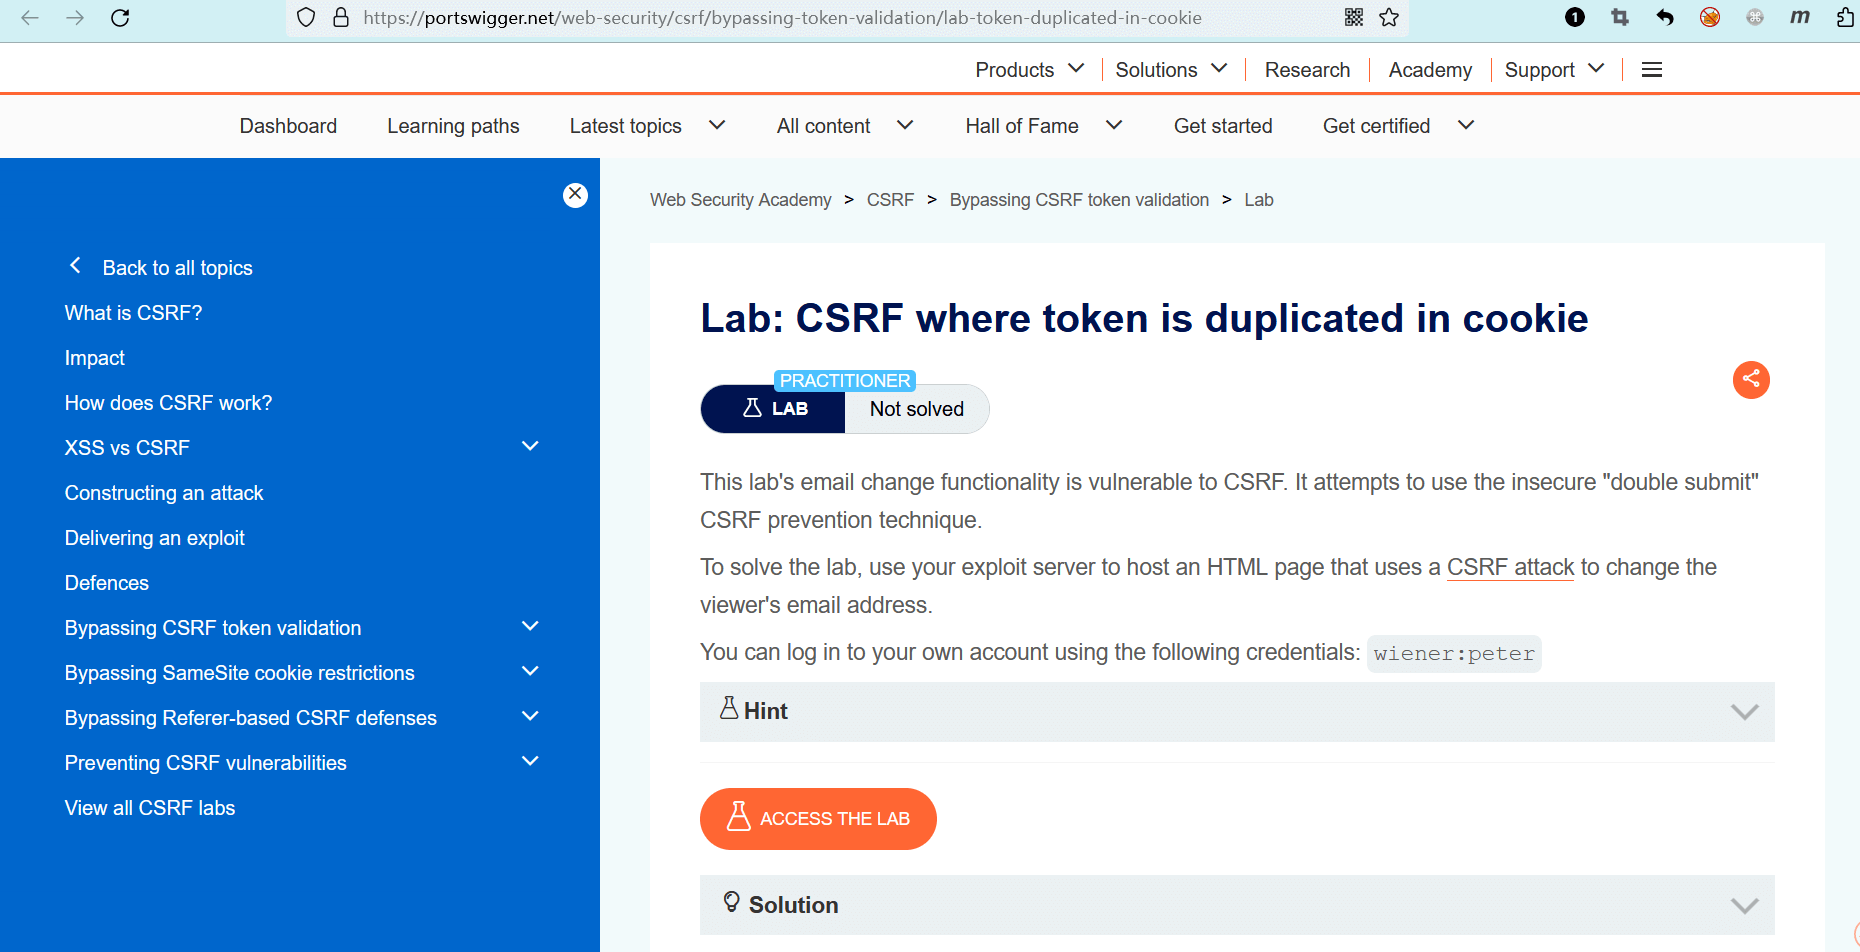 https://portswigger.net/web-security/csrf/bypassing-token-validation/lab-token-duplicated-in-cookie
1
m
Products
Solutions
Research
Academy
Support
Dashboard
Learning paths
Latest topics
All content
Hall of Fame
Get started
Get certified
Back to all topics
What is CSRF?
Impact
How does CSRF work?
XSS vs CSRF
Constructing an attack
Delivering an exploit
Defences
Bypassing CSRF token validation
Bypassing SameSite cookie restrictions
Bypassing Referer-based CSRF defenses
Preventing CSRF vulnerabilities
View all CSRF labs
Web Security Academy > CSRF > Bypassing CSRF token validation > Lab
Lab: CSRF where token is duplicated in cookie
PRACTITIONER
LAB
Not solved
This lab's email change functionality is vulnerable to CSRF. It attempts to use the insecure "double submit"
CSRF prevention technique.
To solve the lab, use your exploit server to host an HTML page that uses a CSRF attack to change the
viewer's email address.
You can log in to your own account using the following credentials: wiener:peter
Hint
ACCESS THE LAB
Solution